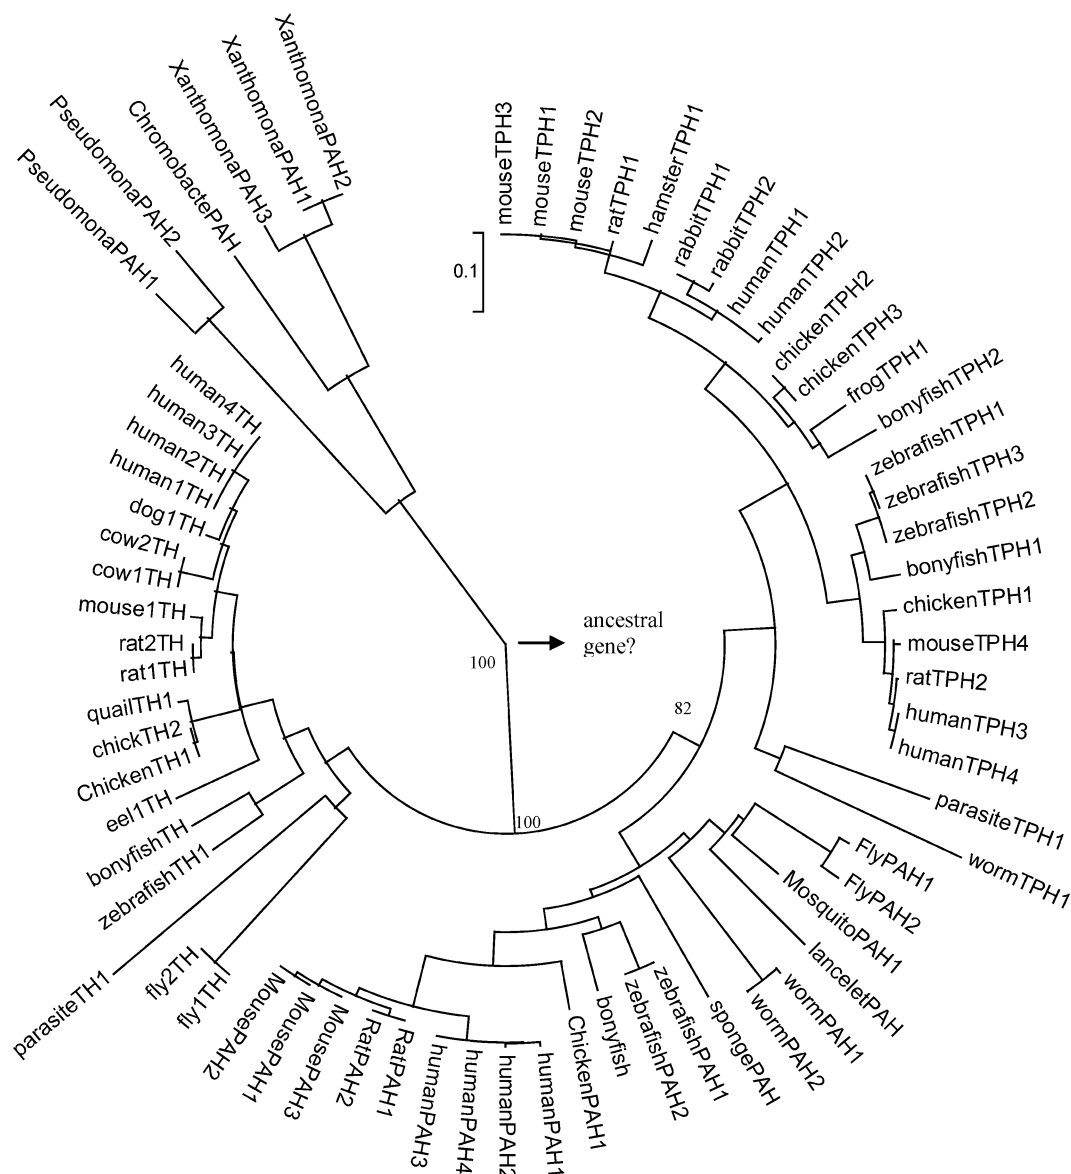 XanthomonaPAH2
XanthomonaPAH1
XanthomonaPAH3
ChromobactePAH
PseudomonaPAH2
PseudomonaPAH1
mouseTPH3
mouseTPH1
mouseTPH2
ratTPH1
hamsterTPH1
rabbitTPH1
rabbitTPH2
humanTPH1
humanTPH2
chickenTPH2
chickenTPH3
frogTPH1
bonyfishTPH2
zebrafishTPH1
zebrafishTPH3
zebrafishTPH2
bonyfishTPH1
chickenTPH1
mouseTPH4
ratTPH2
humanTPH3
humanTPH4
parasiteTPH1
wormTPH1
FlyPAH1
FlyPAH2
MosquitoPAH1
lanceletPAH
wormPAH1
wormPAH2
spongePAH
zebrafishPAH1
zebrafishPAH2
bonyfish
ChickenPAH1
humanPAH1
humanPAH2
humanPAH4
humanPAH3
RatPAH1
RatPAH2
MousePAH3
MousePAH1
MousePAH2
fly1TH
fly2TH
parasiteTH1
zebrafishTH1
bonyfishTH
eel1TH
ChickenTH1
chickTH2
quailTH1
rat1TH
rat2TH
mouse1TH
cow1TH
cow2TH
dog1TH
human1TH
human2TH
human3TH
human4TH
0.1
ancestral
gene?
100
82
100